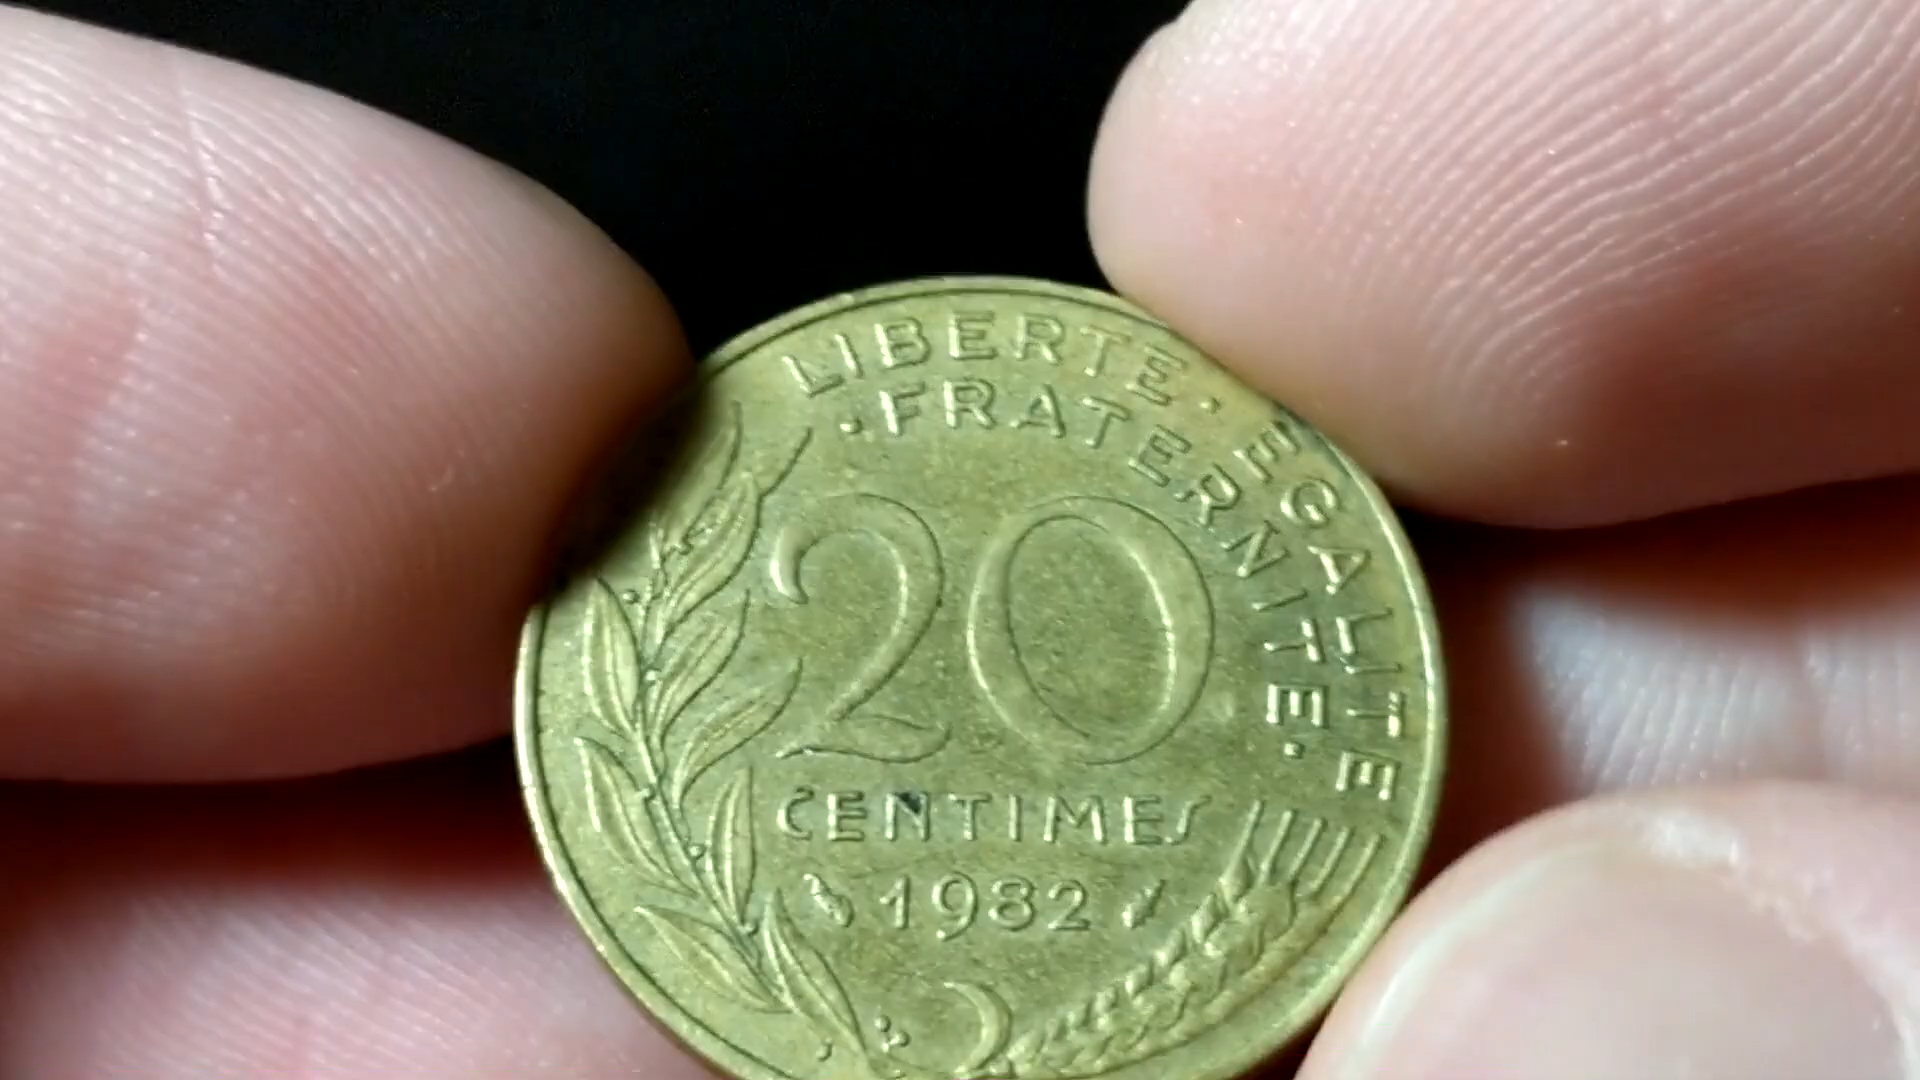 LIBERTE · EGALITE
· FRATERNITE ·
20
CENTIMES
1982